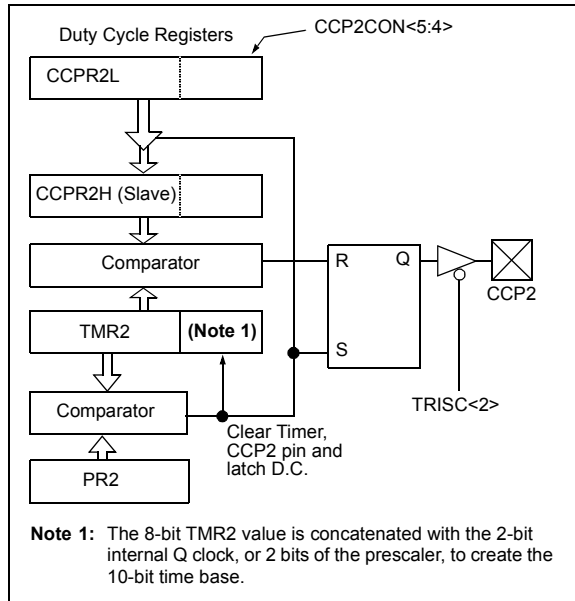 Duty Cycle Registers
CCP2CON<5:4>
CCPR2L
CCPR2H (Slave)
Comparator
R
Q
CCP2
TMR2
(Note 1)
S
TRISC<2>
Comparator
Clear Timer,
CCP2 pin and
latch D.C.
PR2
Note 1: The 8-bit TMR2 value is concatenated with the 2-bit
internal Q clock, or 2 bits of the prescaler, to create the
10-bit time base.